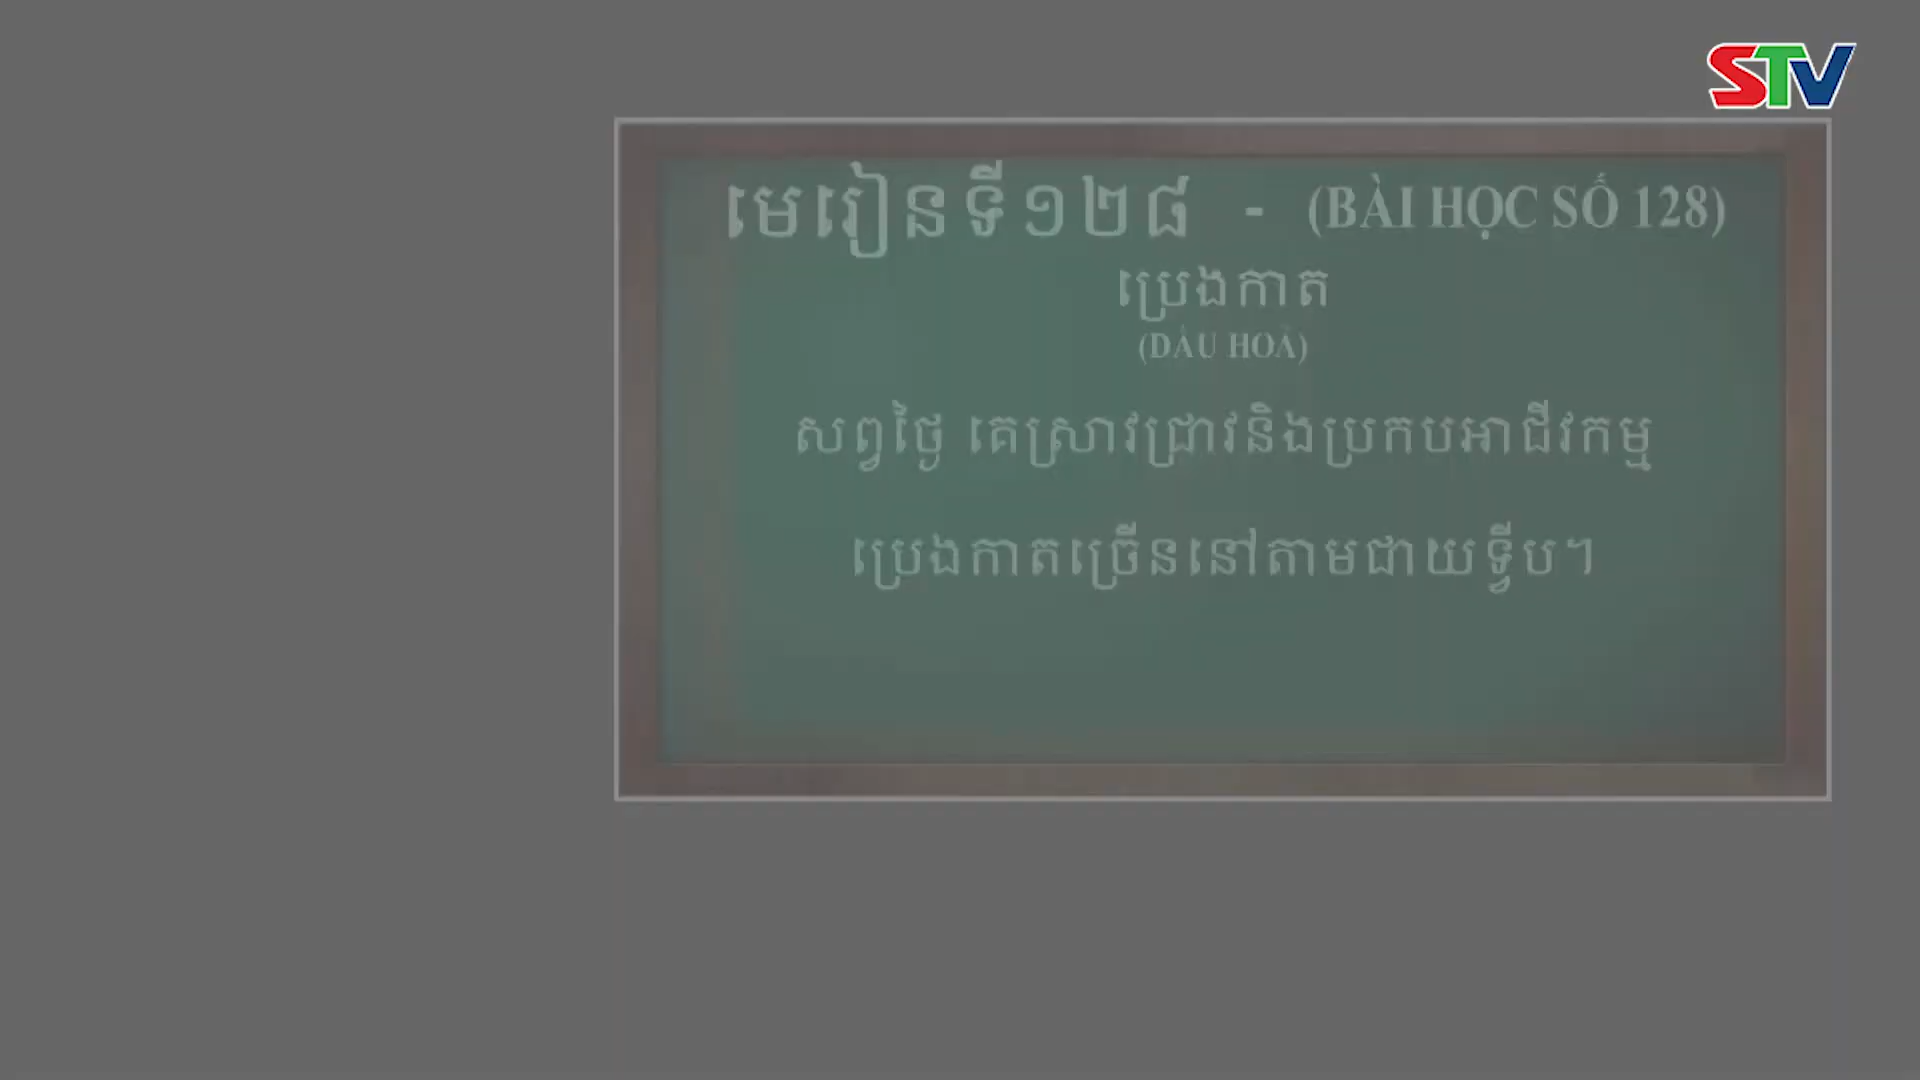 STV
មេរៀនទី១២៨ - (BÀI HỌC SỐ 128)
ប្រេងកាត
(DẦU HOẢ)
សព្វថ្ងៃ គេស្រាវជ្រាវនិងប្រកបអាជីវកម្ម
ប្រេងកាតច្រើននៅតាមជាយទ្វីប។